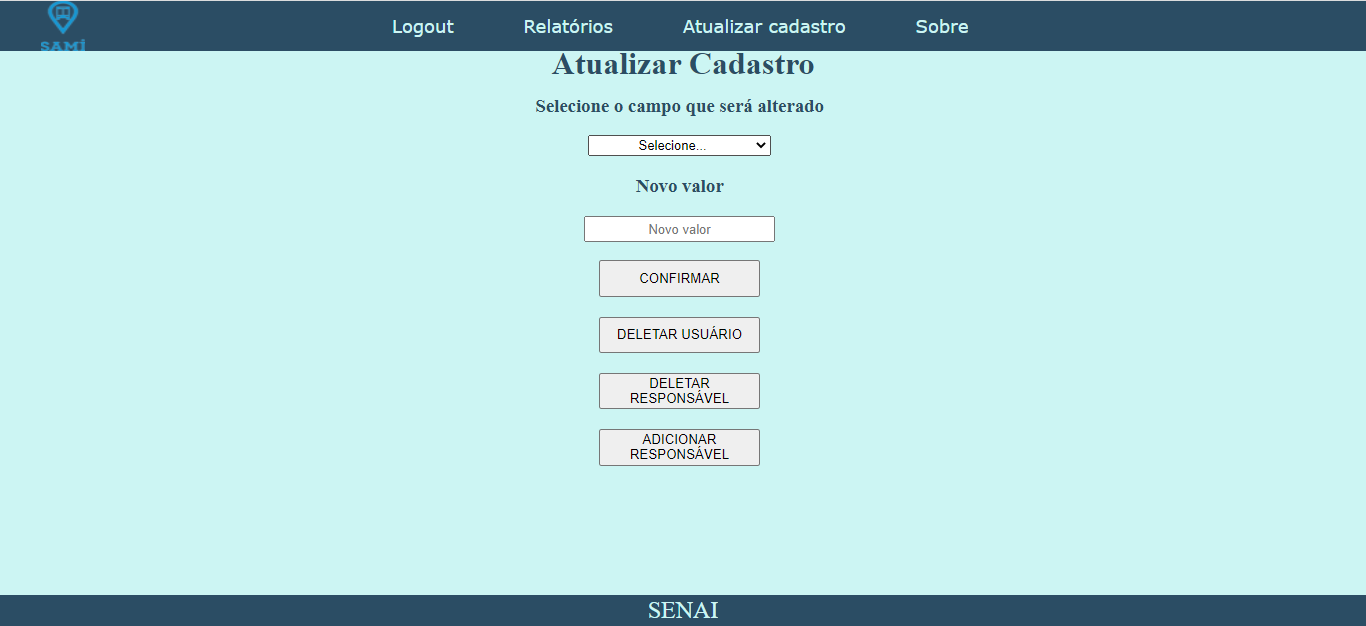 SAMi
Logout
Relatórios
Atualizar cadastro
Sobre
Atualizar Cadastro
Selecione o campo que será alterado
Selecione...
Novo valor
Novo valor
CONFIRMAR
DELETAR USUÁRIO
DELETAR
RESPONSÁVEL
ADICIONAR
RESPONSÁVEL
SENAI